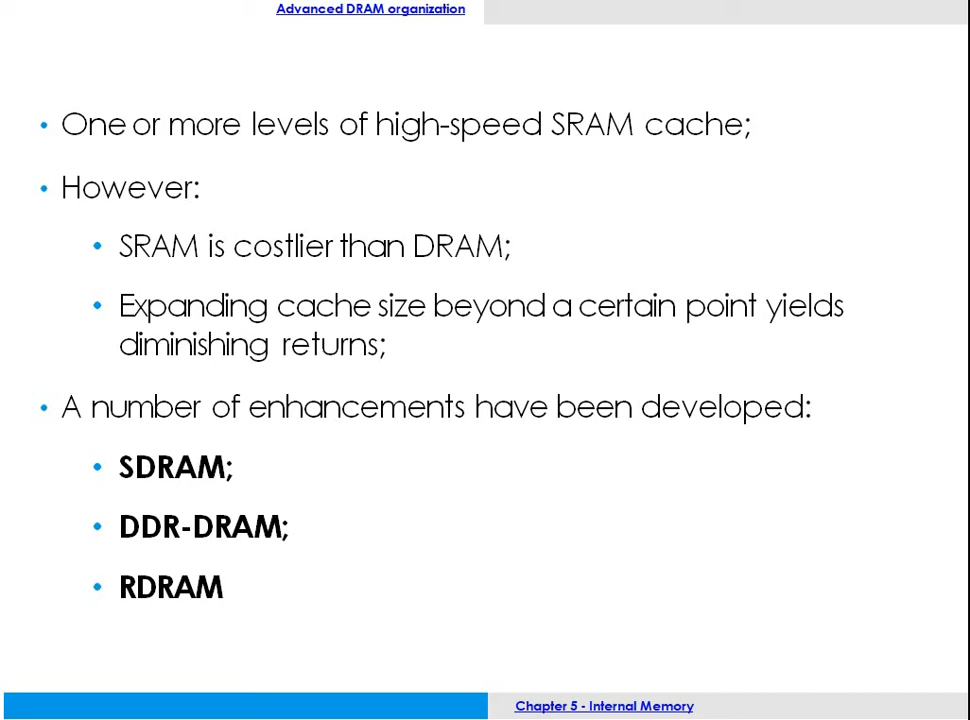 Advanced DRAM organization
• One or more levels of high-speed SRAM cache;
• However:
• SRAM is costlier than DRAM;
• Expanding cache size beyond a certain point yields
diminishing returns;
• A number of enhancements have been developed:
• SDRAM;
• DDR-DRAM;
• RDRAM
Chapter 5 - Internal Memory